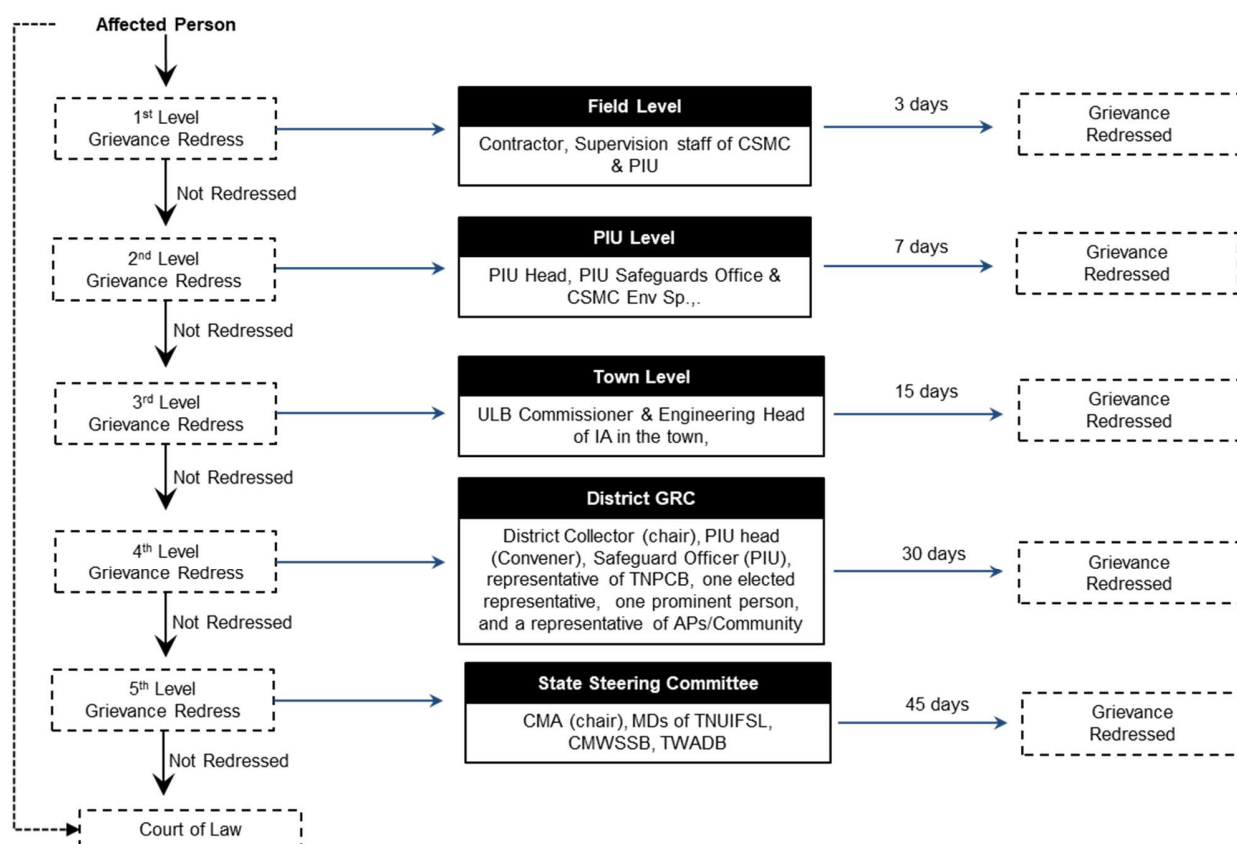 Affected Person
1st Level
Grievance Redress
Field Level
Contractor, Supervision staff of CSMC
& PIU
3 days
Grievance
Redressed
Not Redressed
2nd Level
Grievance Redress
PIU Level
PIU Head, PIU Safeguards Office &
CSMC Env Sp.,.
7 days
Grievance
Redressed
Not Redressed
3rd Level
Grievance Redress
Town Level
ULB Commissioner & Engineering Head
of IA in the town,
15 days
Grievance
Redressed
Not Redressed
4th Level
Grievance Redress
District GRC
District Collector (chair), PIU head
(Convener), Safeguard Officer (PIU),
representative of TNPCB, one elected
representative, one prominent person,
and a representative of APs/Community
30 days
Grievance
Redressed
Not Redressed
5th Level
Grievance Redress
State Steering Committee
CMA (chair), MDs of TNUIFSL,
CMWSSB, TWADB
45 days
Grievance
Redressed
Not Redressed
Court of Law